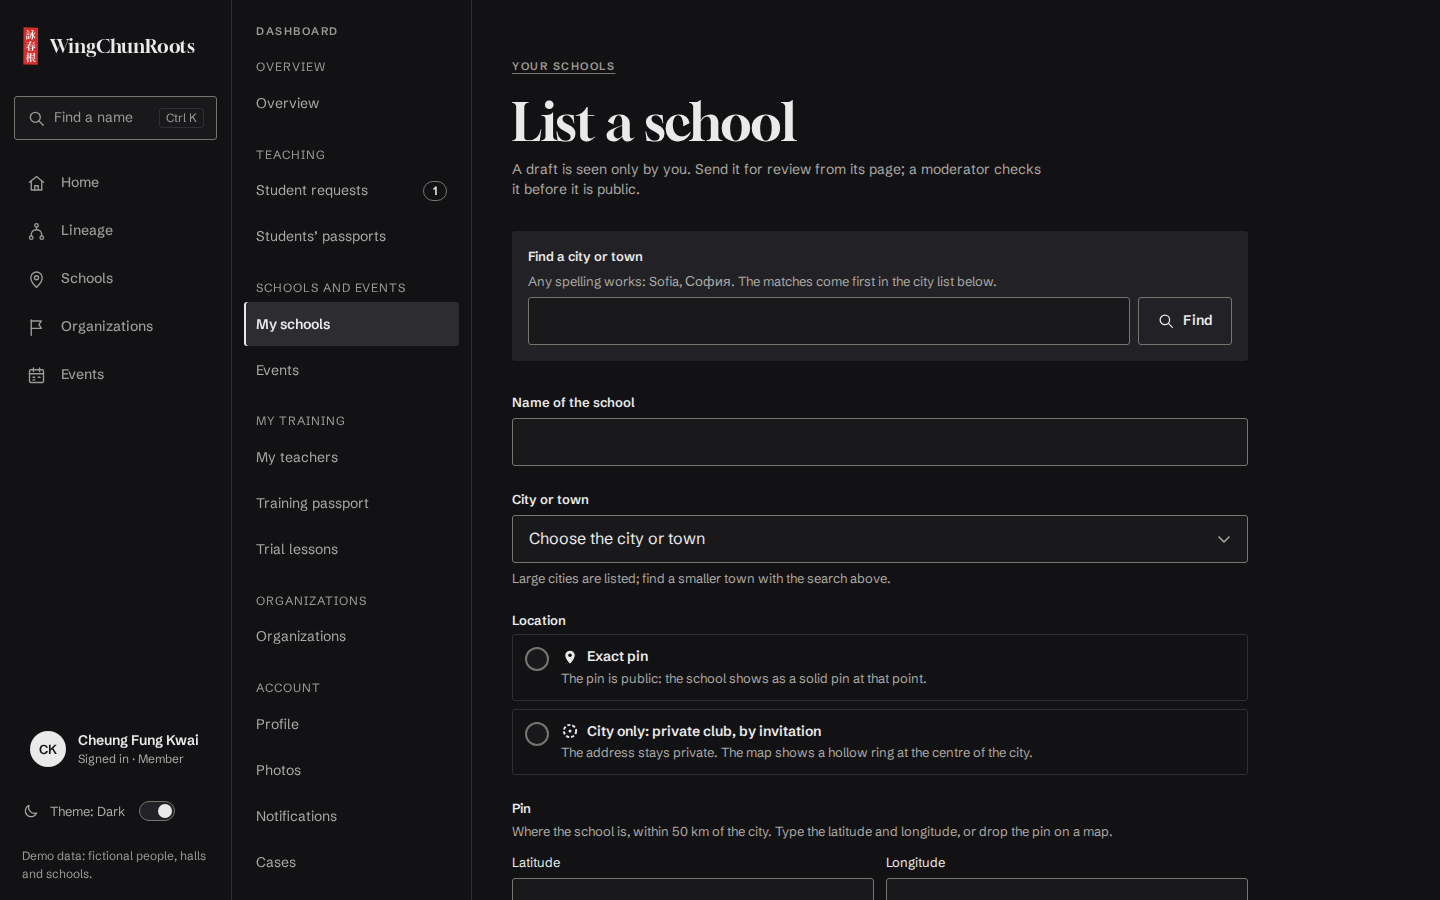 詠春根
WingChunRoots
Find a name
Ctrl K
Home
Lineage
Schools
Organizations
Events
CK
Cheung Fung Kwai
Signed in · Member
Theme: Dark
Demo data: fictional people, halls
and schools.
DASHBOARD
OVERVIEW
Overview
TEACHING
Student requests
1
Students’ passports
SCHOOLS AND EVENTS
My schools
Events
MY TRAINING
My teachers
Training passport
Trial lessons
ORGANIZATIONS
Organizations
ACCOUNT
Profile
Photos
Notifications
Cases
YOUR SCHOOLS
List a school
A draft is seen only by you. Send it for review from its page; a moderator checks
it before it is public.
Find a city or town
Any spelling works: Sofia, София. The matches come first in the city list below.
Find
Name of the school
City or town
Choose the city or town
Large cities are listed; find a smaller town with the search above.
Location
Exact pin
The pin is public: the school shows as a solid pin at that point.
City only: private club, by invitation
The address stays private. The map shows a hollow ring at the centre of the city.
Pin
Where the school is, within 50 km of the city. Type the latitude and longitude, or drop the pin on a map.
Latitude
Longitude